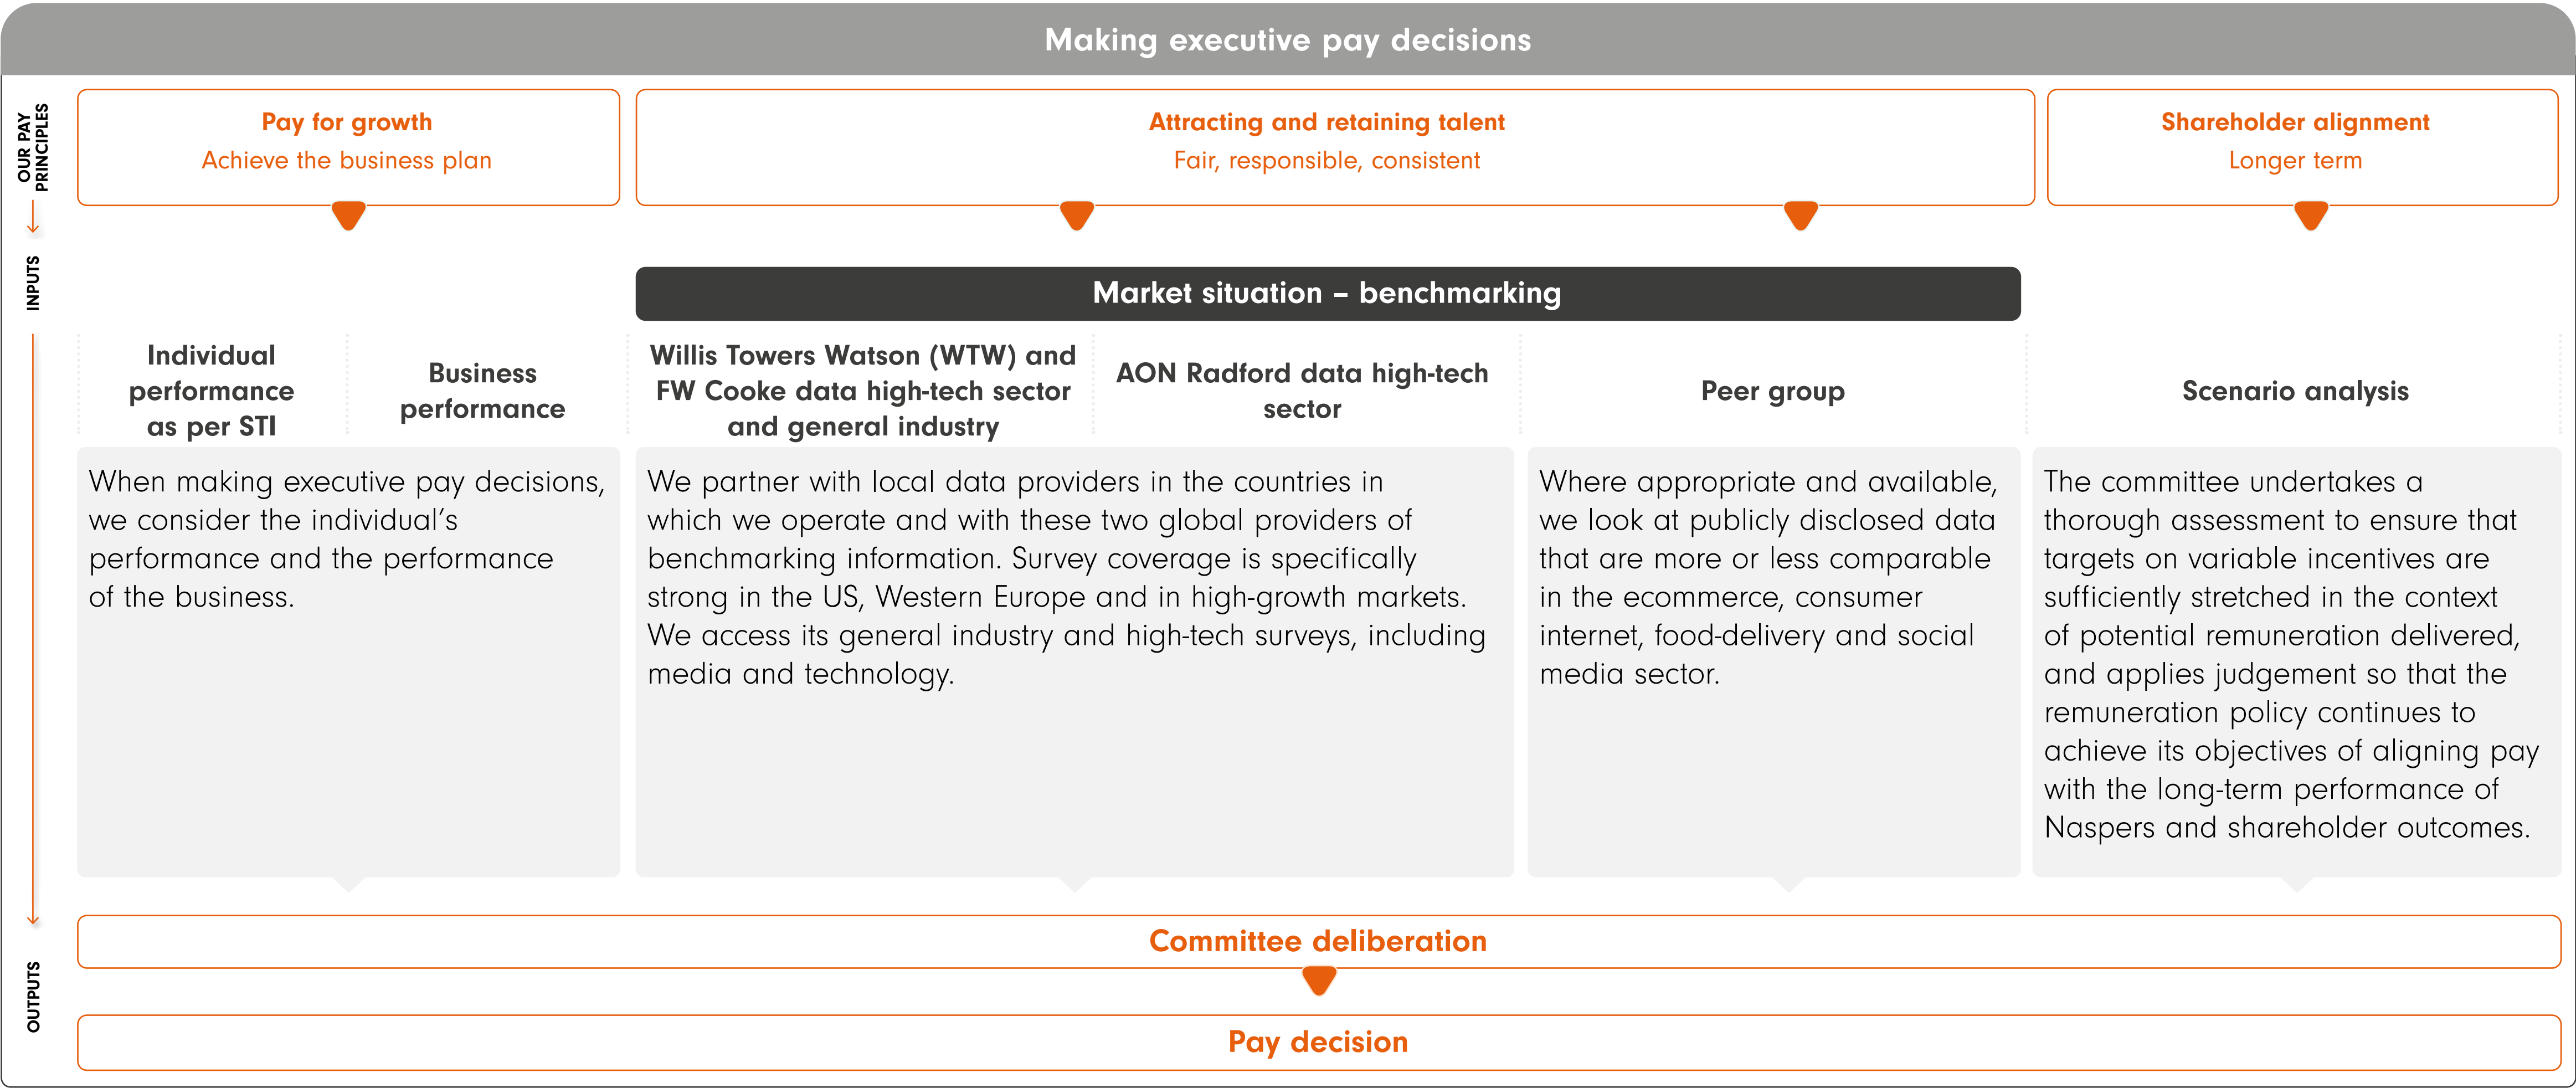 Making executive pay decisions
OUR PAY
PRINCIPLES
Pay for growth
Achieve the business plan
Attracting and retaining talent
Fair, responsible, consistent
Shareholder alignment
Longer term
INPUTS
Market situation – benchmarking
Individual
performance
as per STI
Business
performance
Willis Towers Watson (WTW) and
FW Cooke data high-tech sector
and general industry
AON Radford data high-tech
sector
Peer group
Scenario analysis
When making executive pay decisions,
we consider the individual’s
performance and the performance
of the business.
We partner with local data providers in the countries in
which we operate and with these two global providers of
benchmarking information. Survey coverage is specifically
strong in the US, Western Europe and in high-growth markets.
We access its general industry and high-tech surveys, including
media and technology.
Where appropriate and available,
we look at publicly disclosed data
that are more or less comparable
in the ecommerce, consumer
internet, food-delivery and social
media sector.
The committee undertakes a
thorough assessment to ensure that
targets on variable incentives are
sufficiently stretched in the context
of potential remuneration delivered,
and applies judgement so that the
remuneration policy continues to
achieve its objectives of aligning pay
with the long-term performance of
Naspers and shareholder outcomes.
OUTPUTS
Committee deliberation
Pay decision